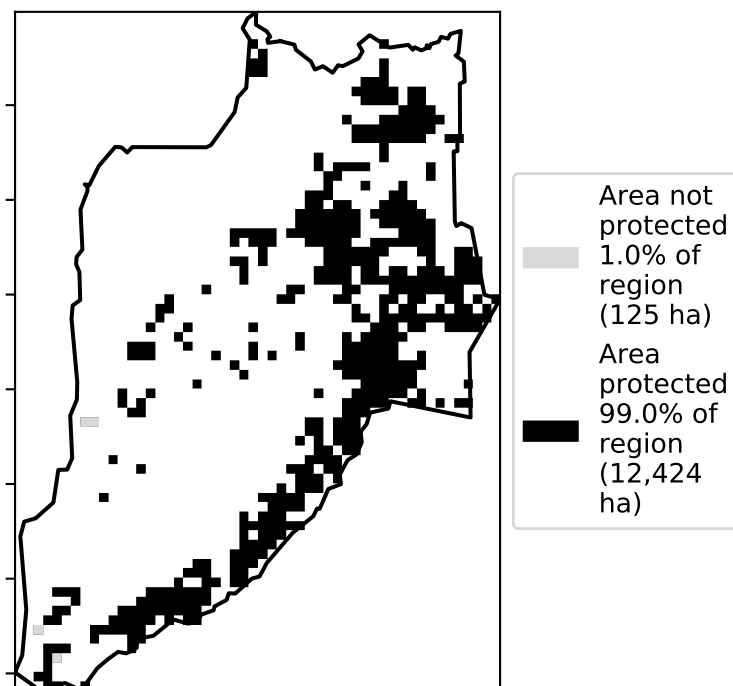 Area not
protected
1.0% of
region
(125 ha)
Area
protected
99.0% of
region
(12,424
ha)